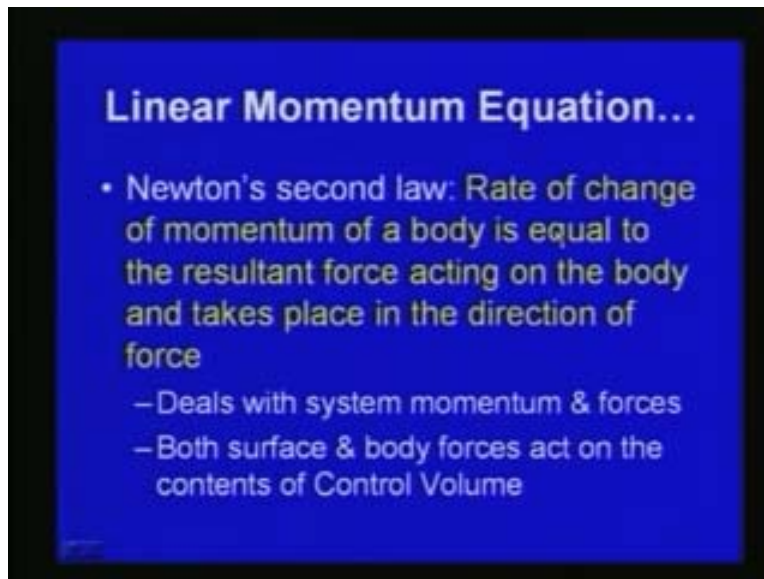 Linear Momentum Equation...
• Newton's second law: Rate of change
of momentum of a body is equal to
the resultant force acting on the body
and takes place in the direction of
force
–Deals with system momentum & forces
–Both surface & body forces act on the
contents of Control Volume